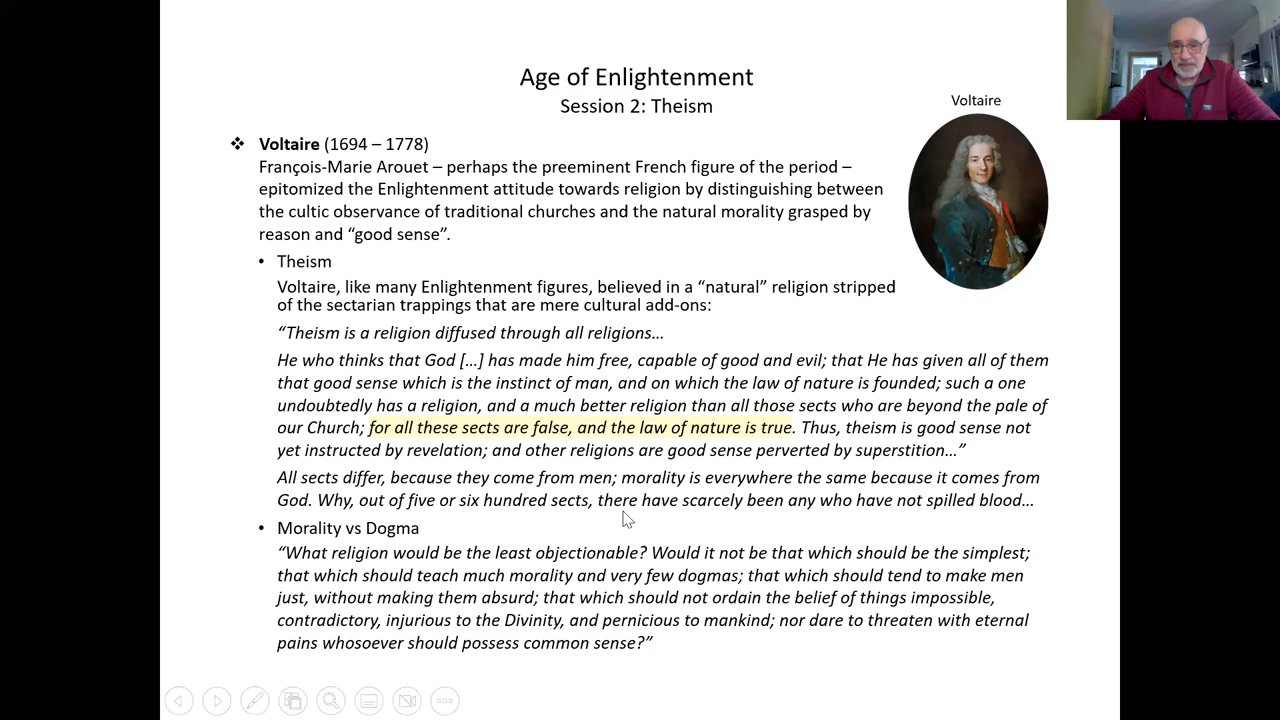 Age of Enlightenment
Session 2: Theism
Voltaire
❖ Voltaire (1694 – 1778)
François-Marie Arouet – perhaps the preeminent French figure of the period –
epitomized the Enlightenment attitude towards religion by distinguishing between
the cultic observance of traditional churches and the natural morality grasped by
reason and “good sense”.
• Theism
Voltaire, like many Enlightenment figures, believed in a “natural” religion stripped
of the sectarian trappings that are mere cultural add-ons:
“Theism is a religion diffused through all religions…
He who thinks that God […] has made him free, capable of good and evil; that He has given all of them
that good sense which is the instinct of man, and on which the law of nature is founded; such a one
undoubtedly has a religion, and a much better religion than all those sects who are beyond the pale of
our Church; for all these sects are false, and the law of nature is true. Thus, theism is good sense not
yet instructed by revelation; and other religions are good sense perverted by superstition…”
All sects differ, because they come from men; morality is everywhere the same because it comes from
God. Why, out of five or six hundred sects, there have scarcely been any who have not spilled blood…
• Morality vs Dogma
“What religion would be the least objectionable? Would it not be that which should be the simplest;
that which should teach much morality and very few dogmas; that which should tend to make men
just, without making them absurd; that which should not ordain the belief of things impossible,
contradictory, injurious to the Divinity, and pernicious to mankind; nor dare to threaten with eternal
pains whosoever should possess common sense?”